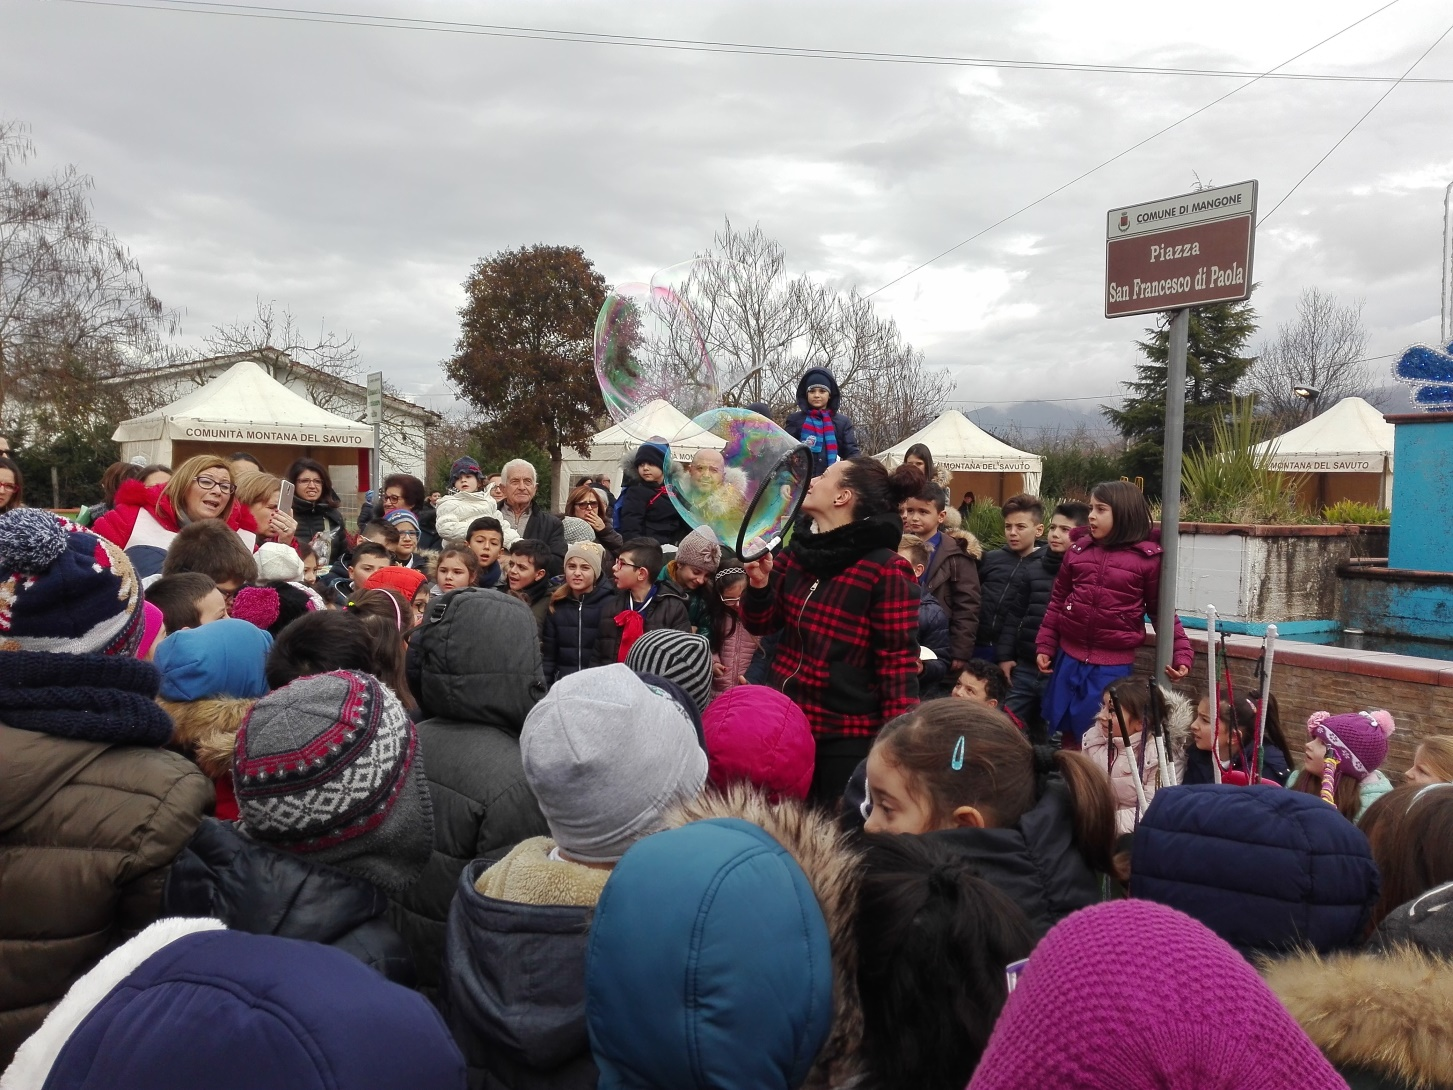 COMUNE DI MANGONE
Piazza
San Francesco di Paola
COMUNITÀ MONTANA DEL SAVUTO
MONTANA DEL SAVUTO
MONTANA DEL SAVUTO